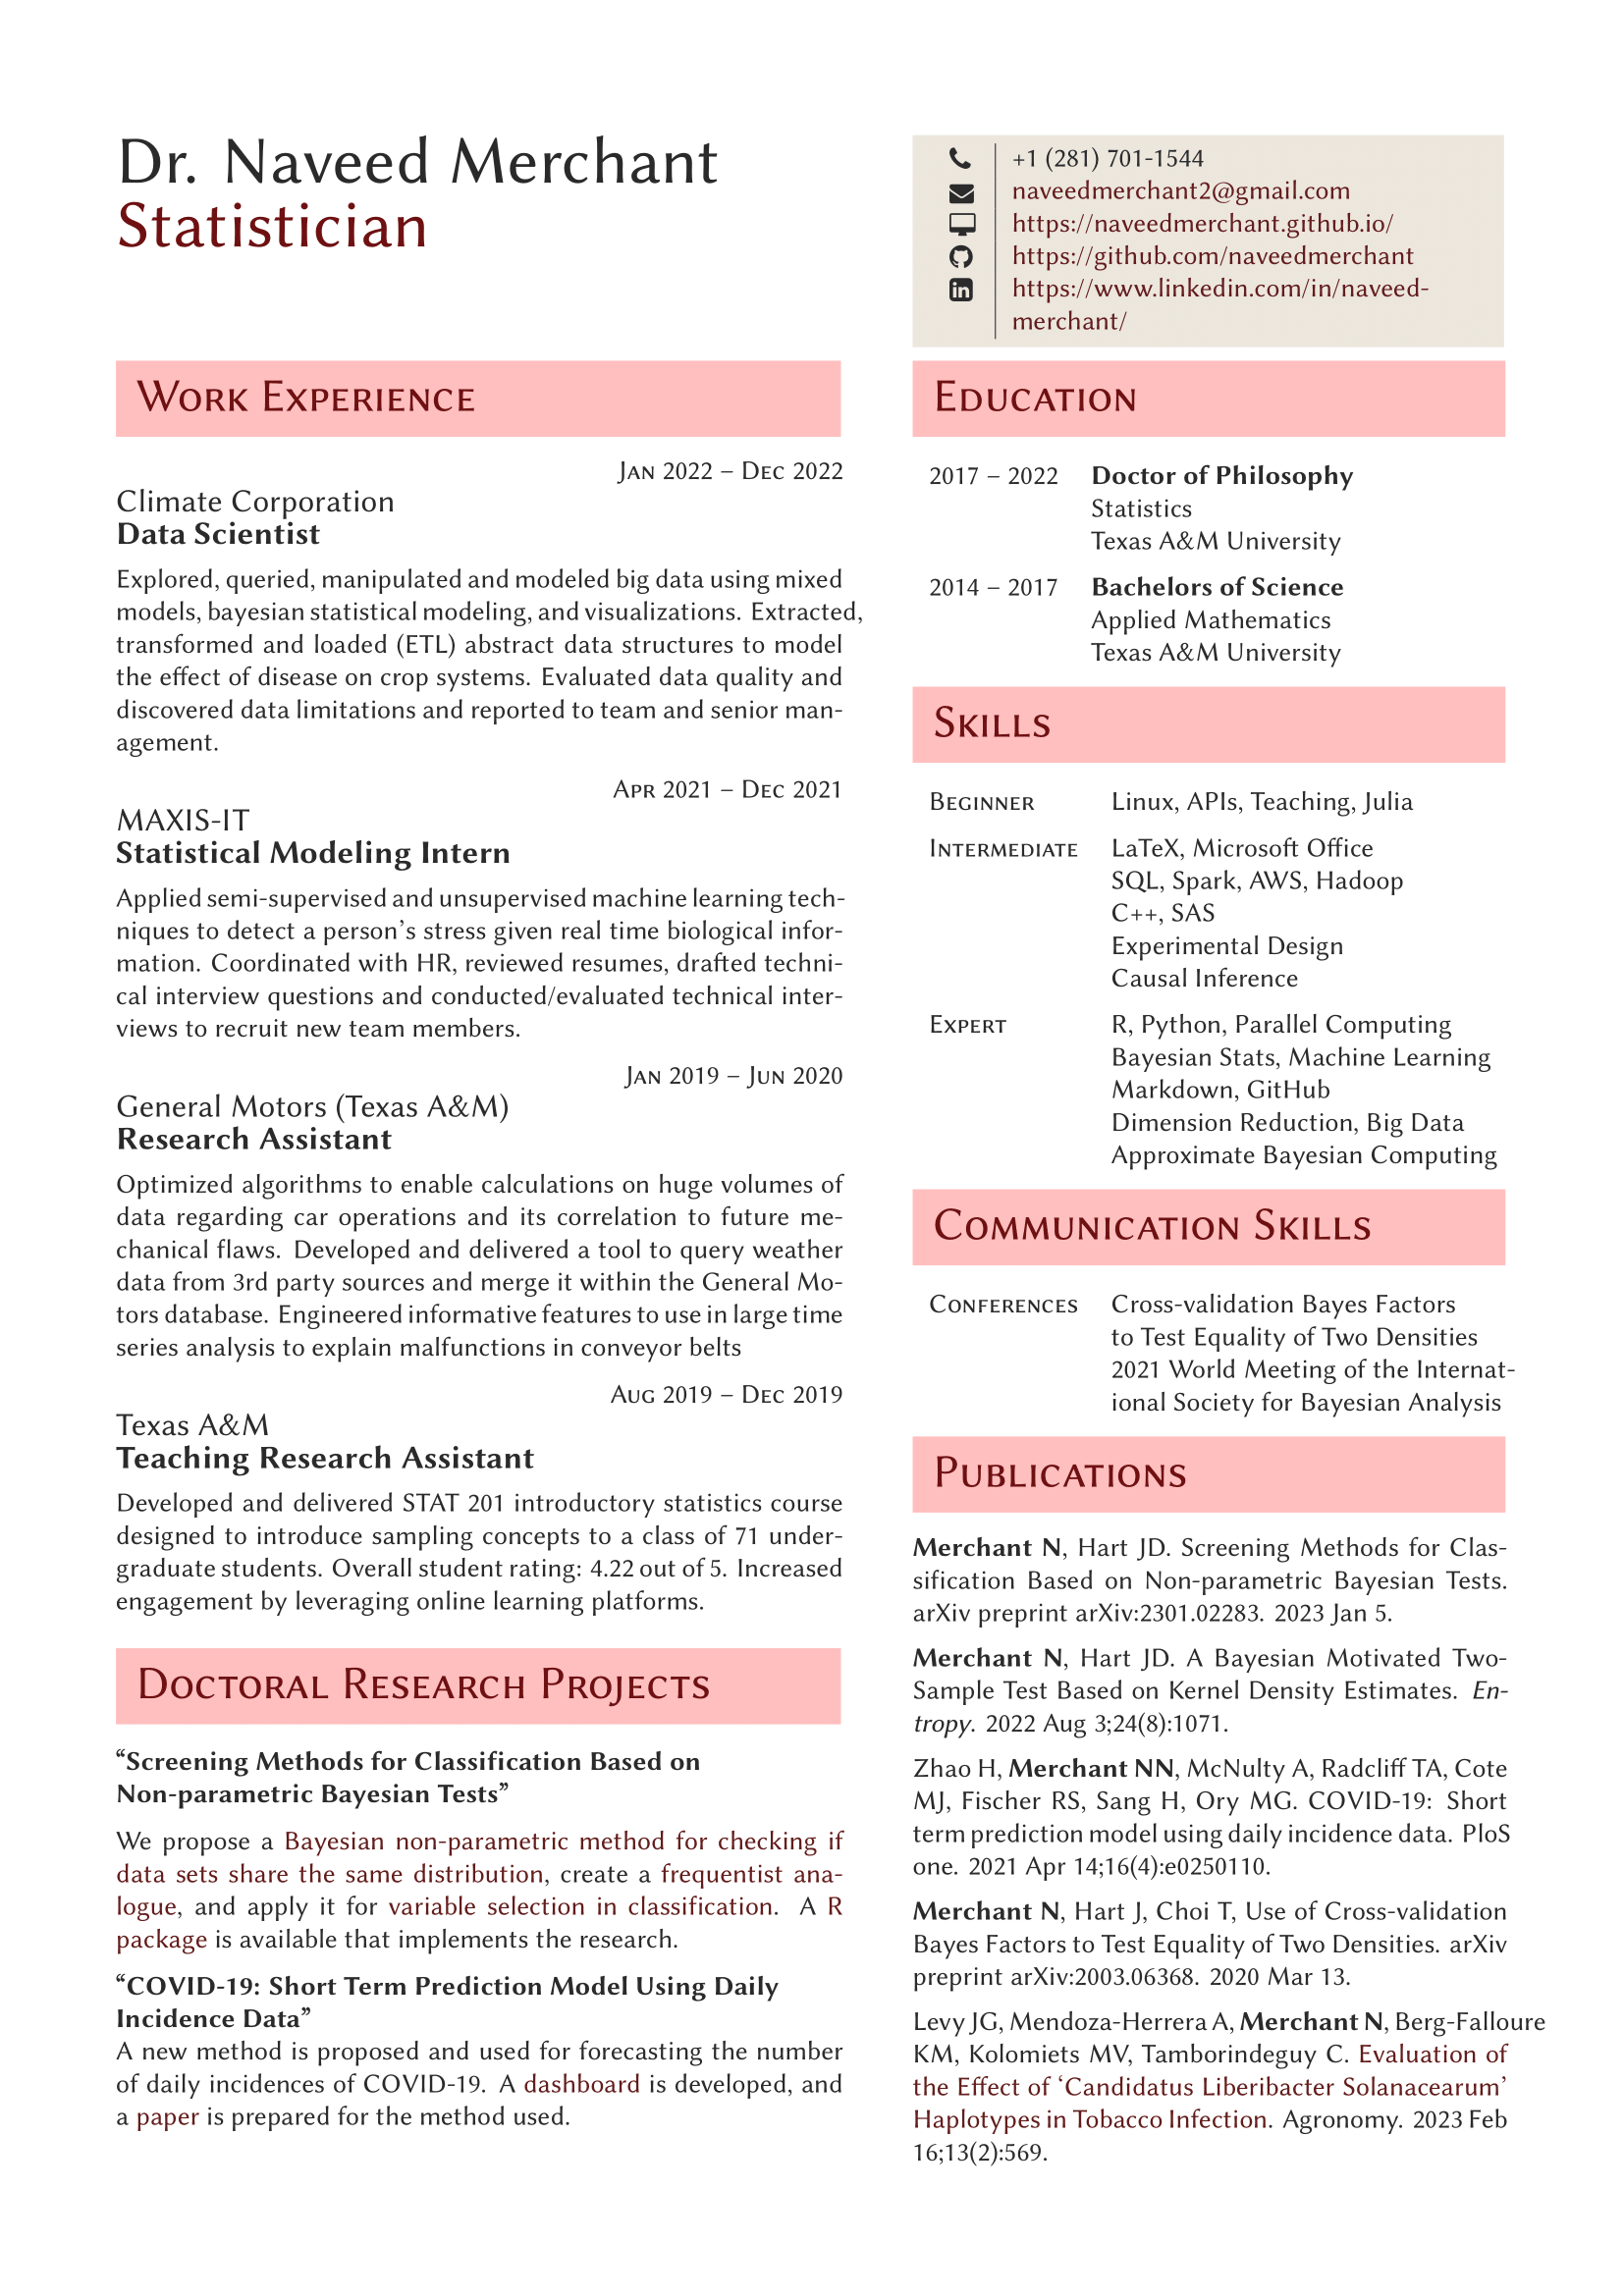 Dr. Naveed Merchant
Statistician
+1 (281) 701-1544
naveedmerchant2@gmail.com
https://naveedmerchant.github.io/
https://github.com/naveedmerchant
https://www.linkedin.com/in/naveed-
merchant/
Work Experience
Jan 2022 – Dec 2022
Climate Corporation
Data Scientist
Explored, queried, manipulated and modeled big data using mixed
models, bayesian statistical modeling, and visualizations. Extracted,
transformed and loaded (ETL) abstract data structures to model
the effect of disease on crop systems. Evaluated data quality and
discovered data limitations and reported to team and senior man-
agement.
Apr 2021 – Dec 2021
MAXIS-IT
Statistical Modeling Intern
Applied semi-supervised and unsupervised machine learning tech-
niques to detect a person's stress given real time biological infor-
mation. Coordinated with HR, reviewed resumes, drafted techni-
cal interview questions and conducted/evaluated technical inter-
views to recruit new team members.
Jan 2019 – Jun 2020
General Motors (Texas A&M)
Research Assistant
Optimized algorithms to enable calculations on huge volumes of
data regarding car operations and its correlation to future me-
chanical flaws. Developed and delivered a tool to query weather
data from 3rd party sources and merge it within the General Mo-
tors database. Engineered informative features to use in large time
series analysis to explain malfunctions in conveyor belts
Aug 2019 – Dec 2019
Texas A&M
Teaching Research Assistant
Developed and delivered STAT 201 introductory statistics course
designed to introduce sampling concepts to a class of 71 under-
graduate students. Overall student rating: 4.22 out of 5. Increased
engagement by leveraging online learning platforms.
Doctoral Research Projects
“Screening Methods for Classification Based on
Non-parametric Bayesian Tests”
We propose a Bayesian non-parametric method for checking if
data sets share the same distribution, create a frequentist ana-
logue, and apply it for variable selection in classification. A R
package is available that implements the research.
“COVID-19: Short Term Prediction Model Using Daily
Incidence Data”
A new method is proposed and used for forecasting the number
of daily incidences of COVID-19. A dashboard is developed, and
a paper is prepared for the method used.
Education
2017 – 2022 Doctor of Philosophy
Statistics
Texas A&M University
2014 – 2017 Bachelors of Science
Applied Mathematics
Texas A&M University
Skills
Beginner Linux, APIs, Teaching, Julia
Intermediate LaTeX, Microsoft Office
SQL, Spark, AWS, Hadoop
C++, SAS
Experimental Design
Causal Inference
Expert R, Python, Parallel Computing
Bayesian Stats, Machine Learning
Markdown, GitHub
Dimension Reduction, Big Data
Approximate Bayesian Computing
Communication Skills
Conferences Cross-validation Bayes Factors
to Test Equality of Two Densities
2021 World Meeting of the Internat-
ional Society for Bayesian Analysis
Publications
Merchant N, Hart JD. Screening Methods for Clas-
sification Based on Non-parametric Bayesian Tests.
arXiv preprint arXiv:2301.02283. 2023 Jan 5.
Merchant N, Hart JD. A Bayesian Motivated Two-
Sample Test Based on Kernel Density Estimates. En-
tropy. 2022 Aug 3;24(8):1071.
Zhao H, Merchant NN, McNulty A, Radcliff TA, Cote
MJ, Fischer RS, Sang H, Ory MG. COVID-19: Short
term prediction model using daily incidence data. PloS
one. 2021 Apr 14;16(4):e0250110.
Merchant N, Hart J, Choi T, Use of Cross-validation
Bayes Factors to Test Equality of Two Densities. arXiv
preprint arXiv:2003.06368. 2020 Mar 13.
Levy JG, Mendoza-Herrera A, Merchant N, Berg-Falloure
KM, Kolomiets MV, Tamborindeguy C. Evaluation of
the Effect of ‘Candidatus Liberibacter Solanacearum’
Haplotypes in Tobacco Infection. Agronomy. 2023 Feb
16;13(2):569.